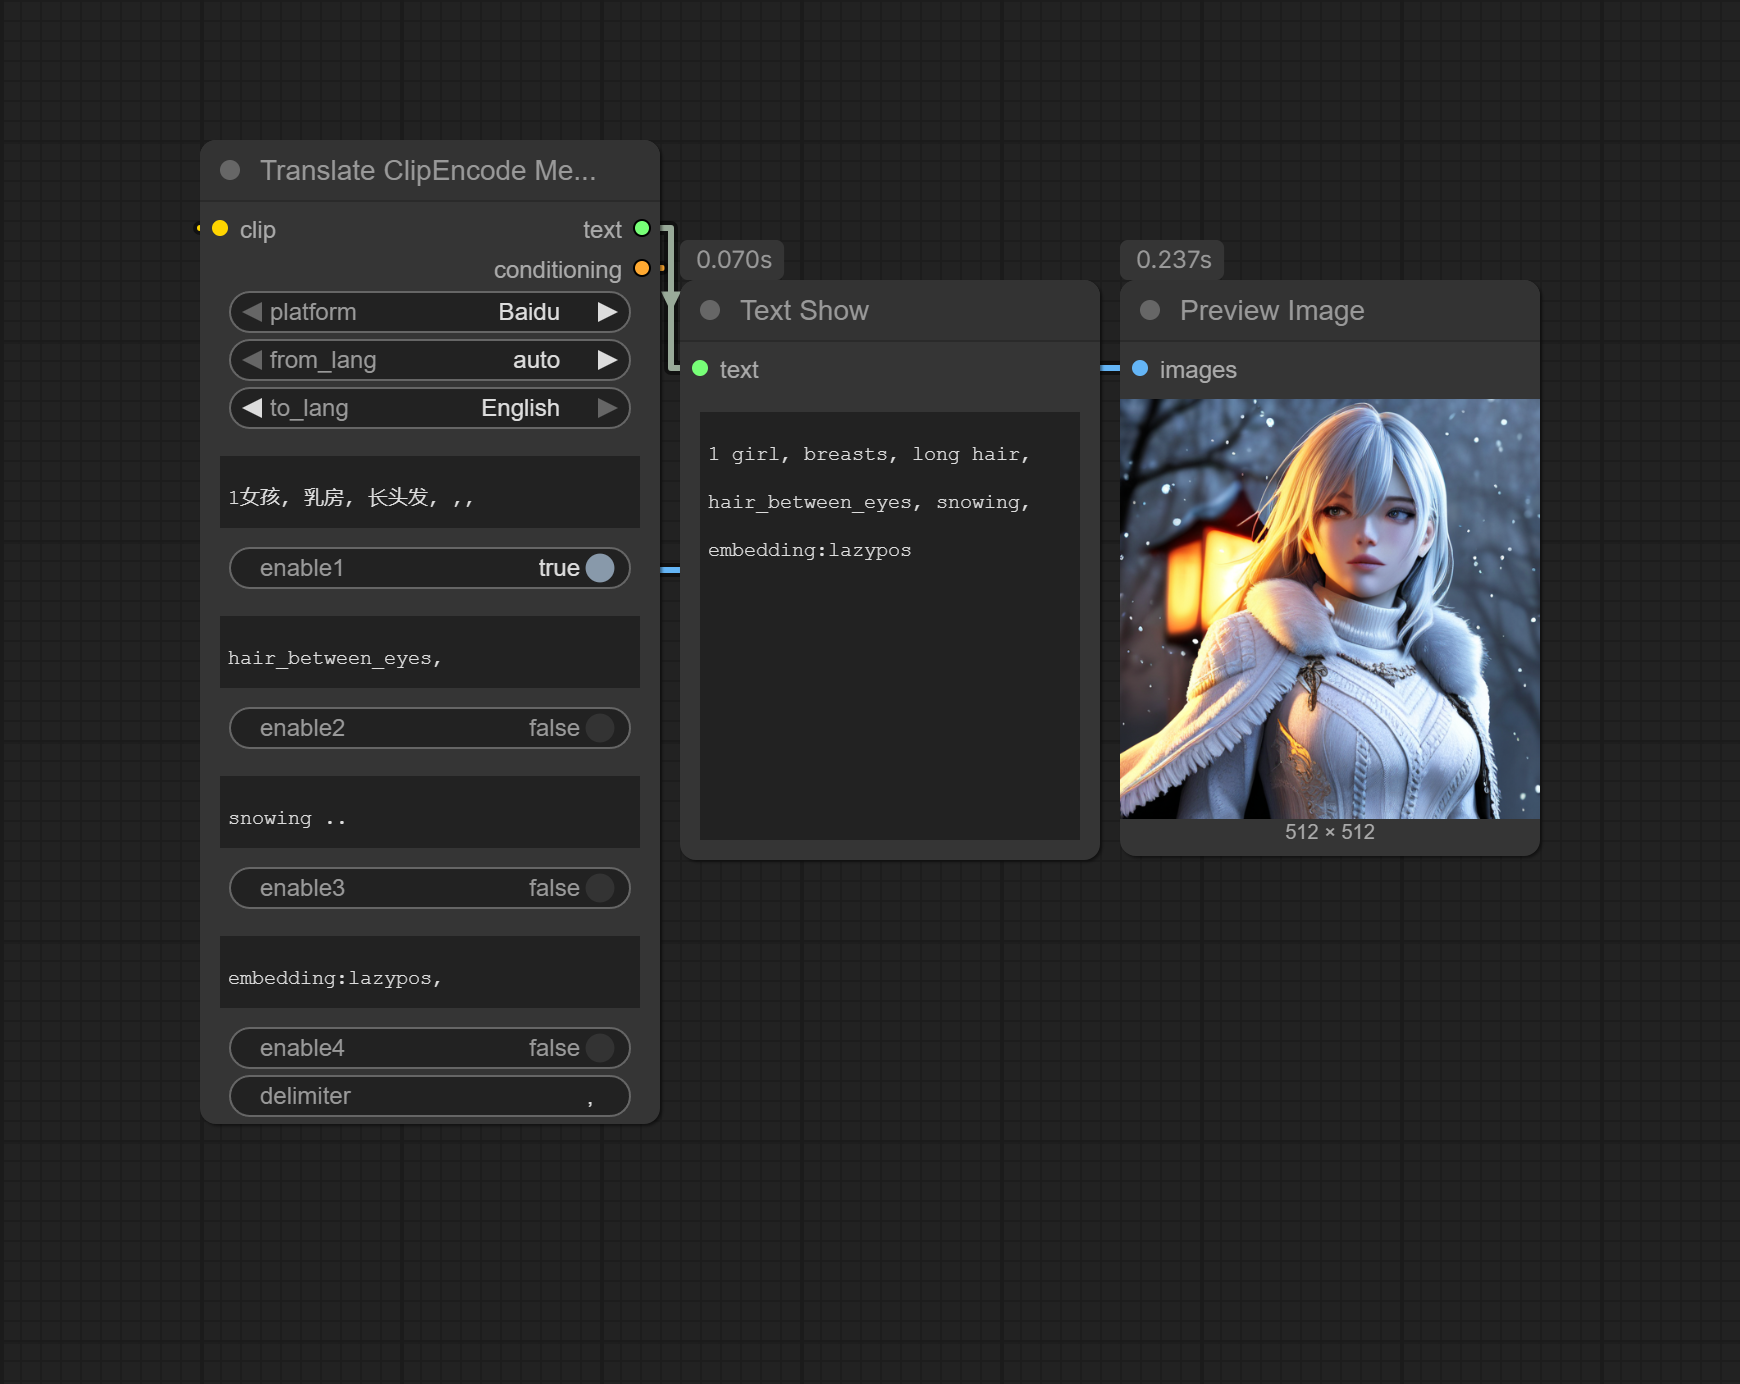 Translate ClipEncode Me...
clip
text
conditioning
platform Baidu
from_lang auto
to_lang English
1女孩, 乳房, 长头发, ,,
enable1 true
hair_between_eyes,
enable2 false
snowing ..
enable3 false
embedding:lazypos,
enable4 false
delimiter ,
0.070s
Text Show
text
1 girl, breasts, long hair,
hair_between_eyes, snowing,
embedding:lazypos
0.237s
Preview Image
images
512 × 512